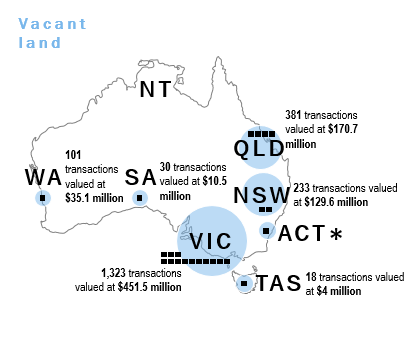 Vacant
land
NT
381 transactions
valued at $170.7
million
QLD
WA
101
transactions
valued at
$35.1 million
SA
30 transactions
valued at $10.5
million
NSW
233 transactions valued
at $129.6 million
VIC
ACT*
1,323 transactions
valued at $451.5 million
TAS
18 transactions valued
at $4 million